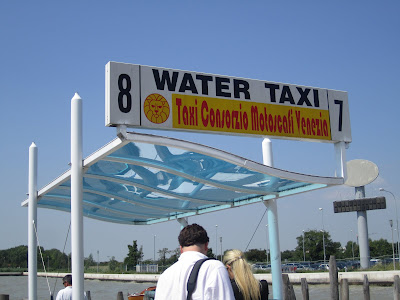 8 WATER TAXI 7
Taxi Consorzio Motoscafi Venezia